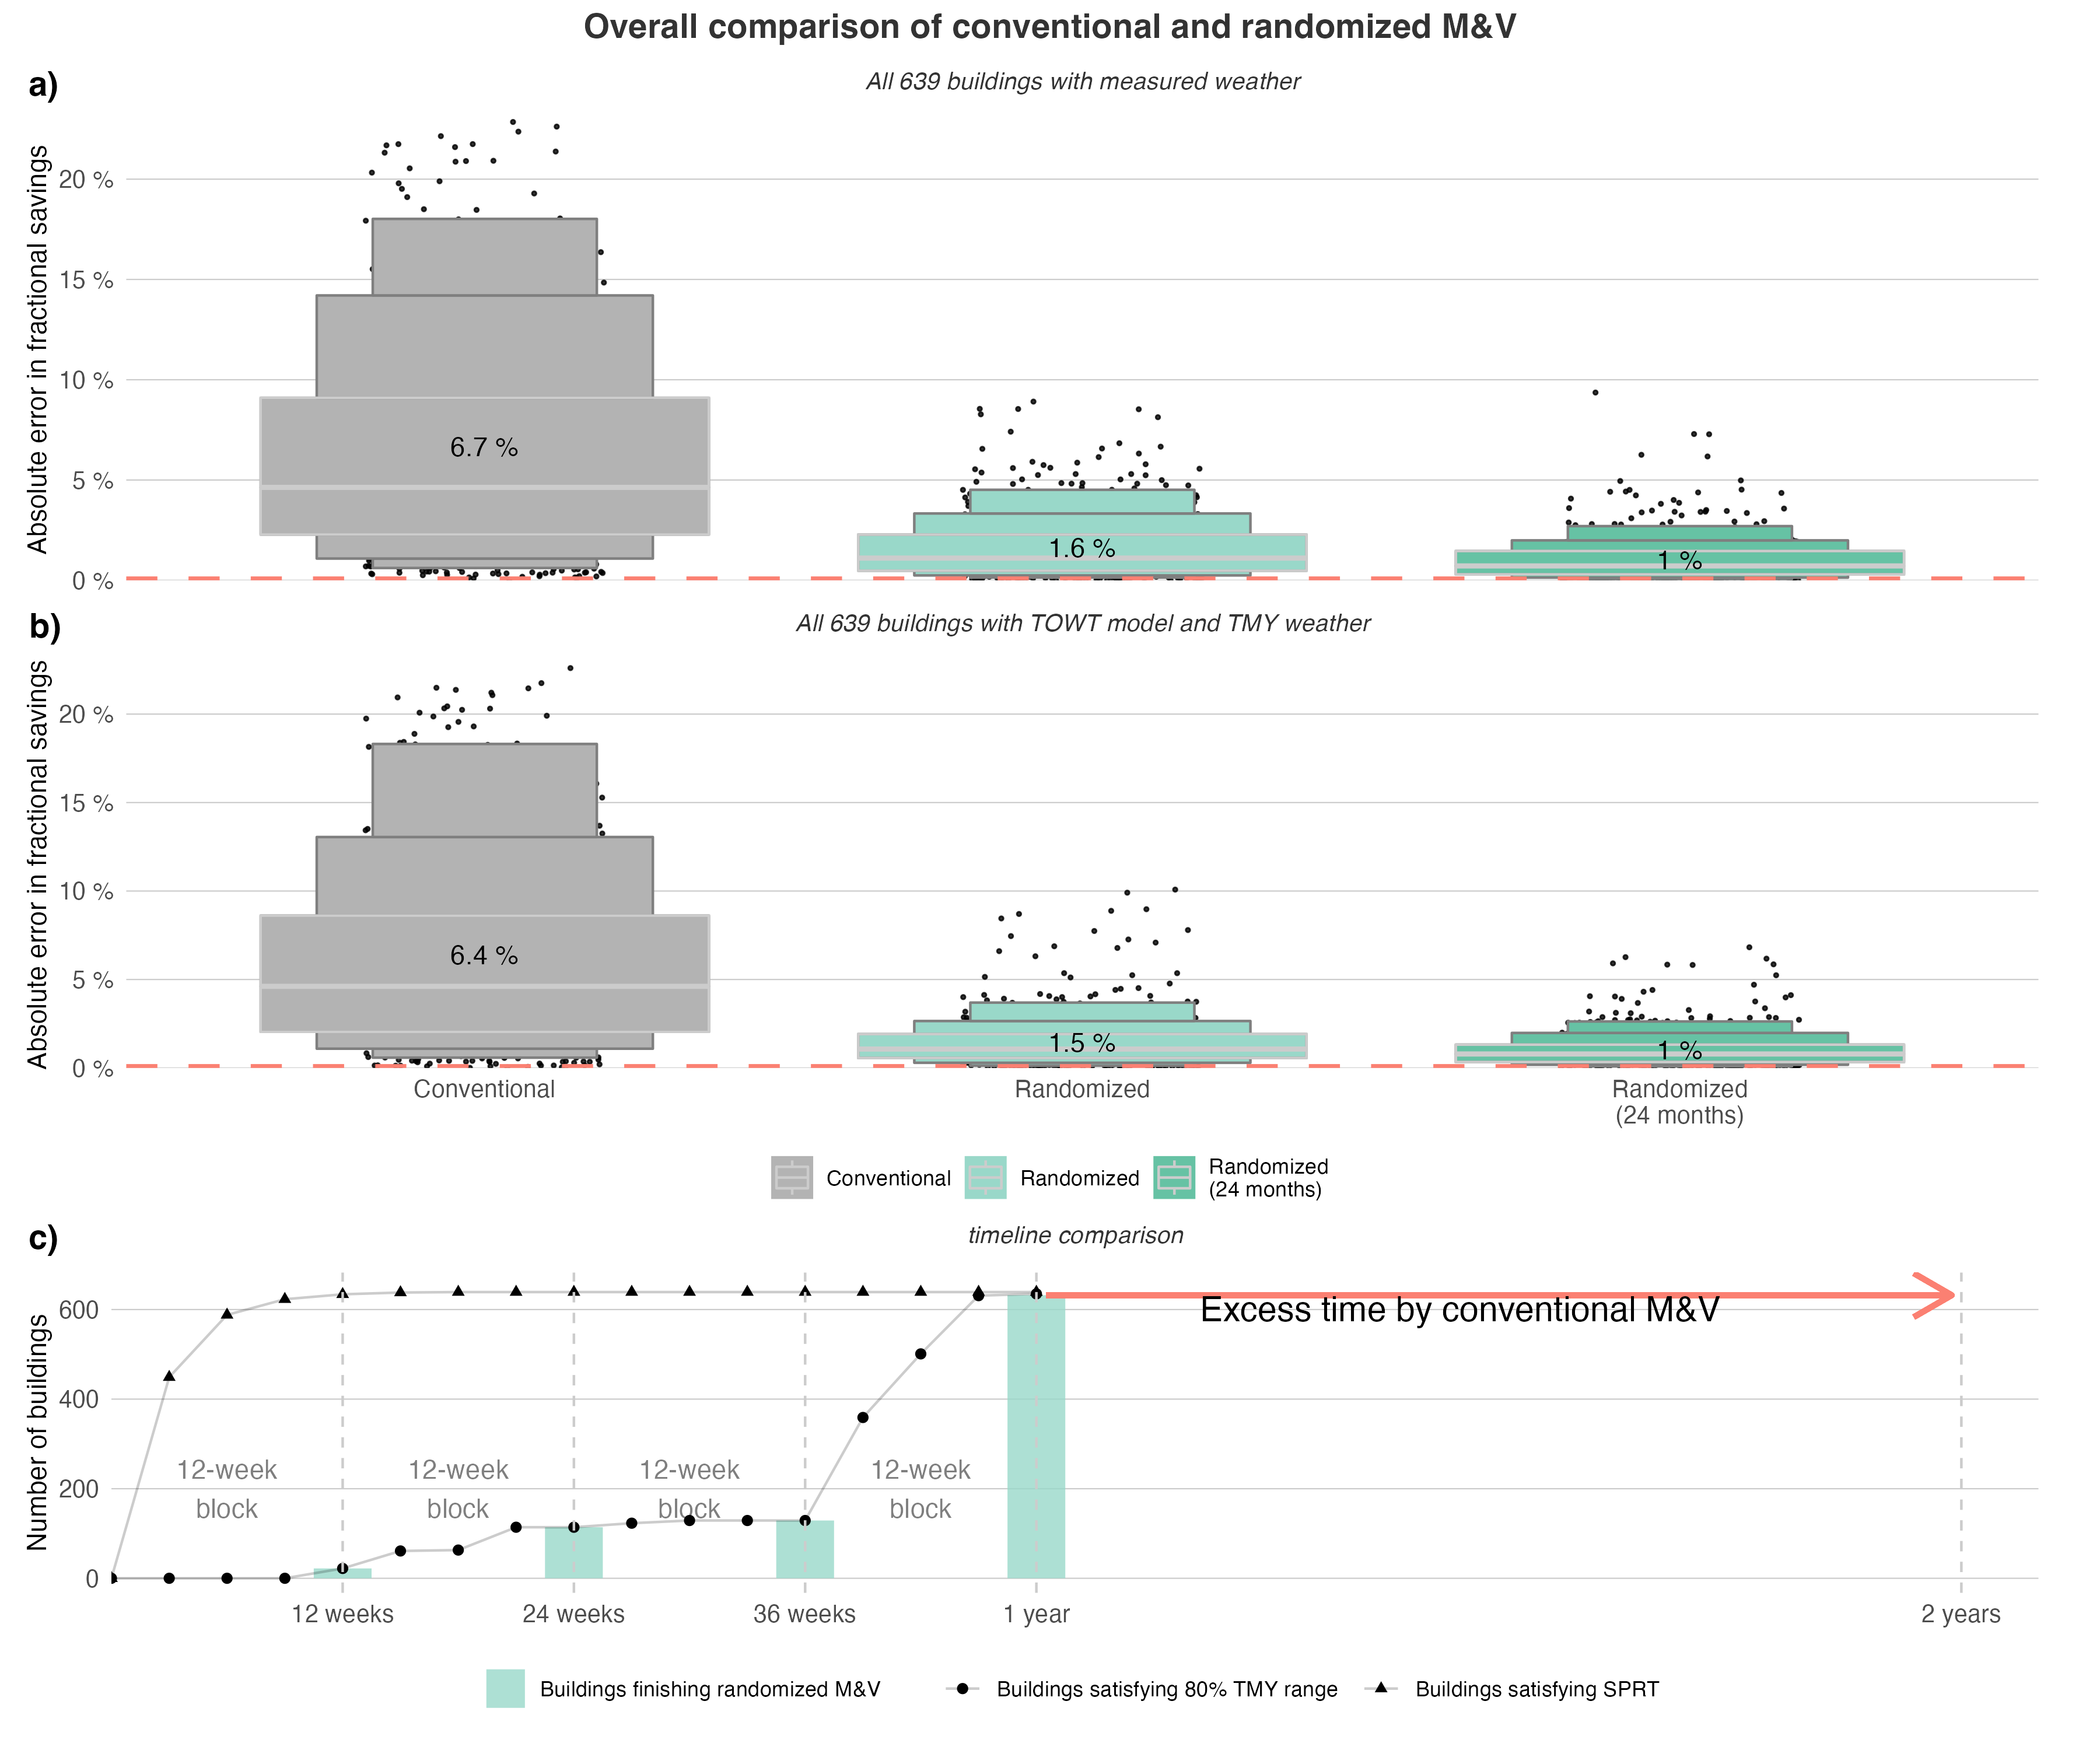 Overall comparison of conventional and randomized M&V
a)
All 639 buildings with measured weather
Absolute error in fractional savings
20 %
15 %
10 %
5 %
0 %
6.7 %
1.6 %
1 %
b)
All 639 buildings with TOWT model and TMY weather
Absolute error in fractional savings
20 %
15 %
10 %
5 %
0 %
6.4 %
1.5 %
1 %
Conventional
Randomized
Randomized
(24 months)
Conventional
Randomized
Randomized
(24 months)
c)
timeline comparison
Number of buildings
600
400
200
0
Excess time by conventional M&V
12-week
block
12-week
block
12-week
block
12-week
block
12 weeks
24 weeks
36 weeks
1 year
2 years
Buildings finishing randomized M&V
Buildings satisfying 80% TMY range
Buildings satisfying SPRT